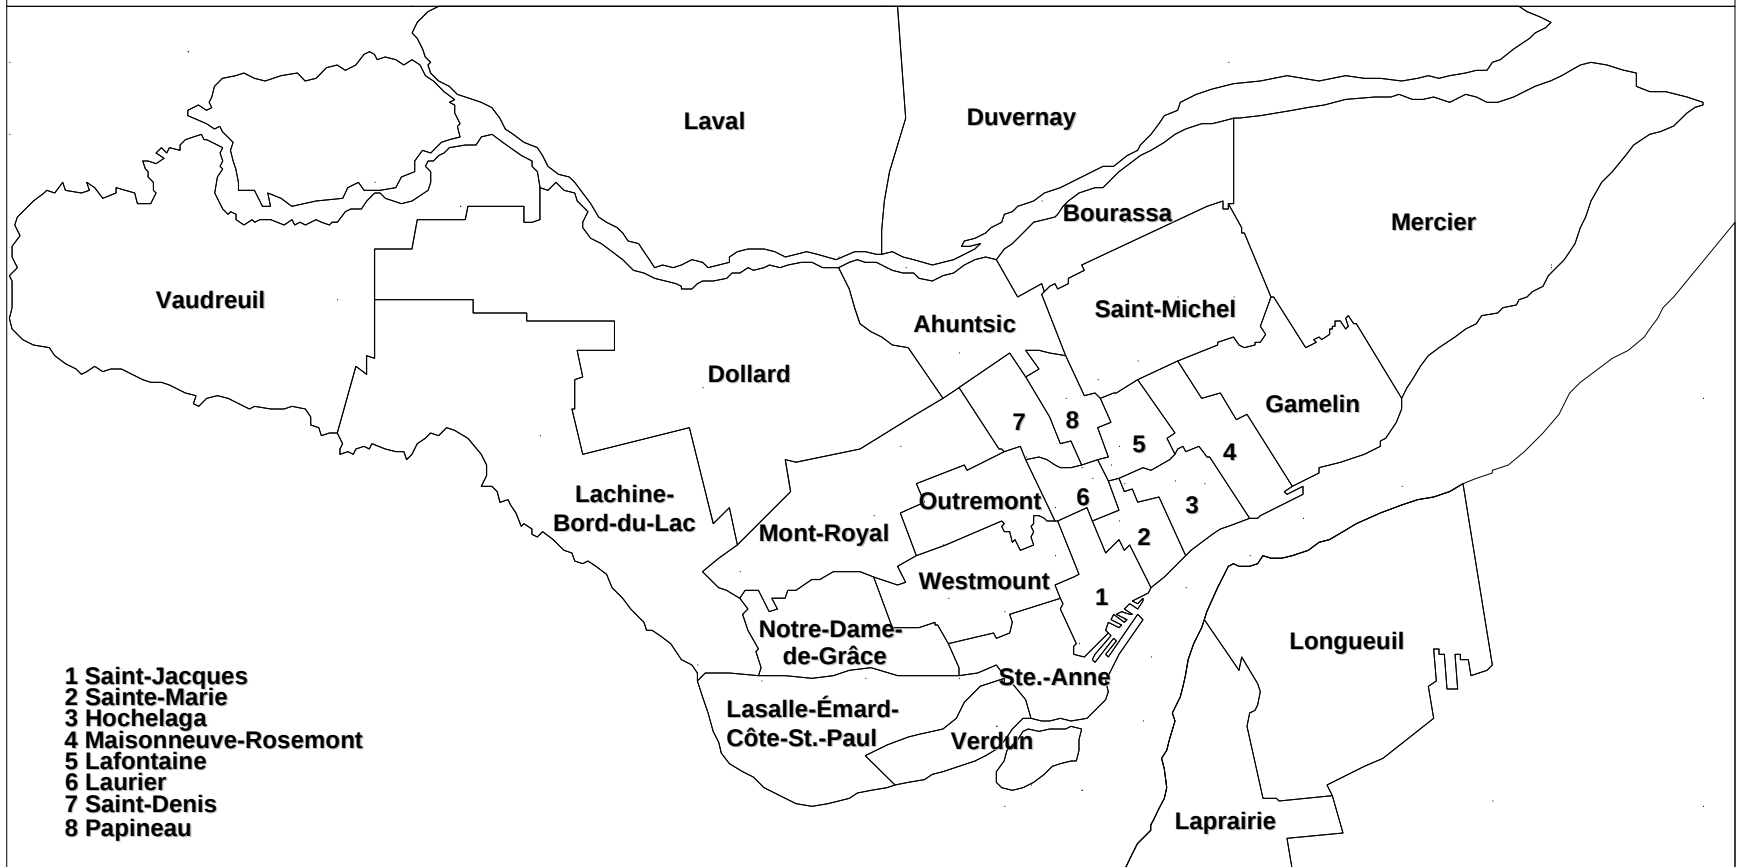 Laval
Duvernay
Bourassa
Mercier
Vaudreuil
Saint-Michel
Ahuntsic
Dollard
Gamelin
7
8
5
4
Lachine-
Bord-du-Lac
Outremont
6
3
Mont-Royal
2
Westmount
1
Notre-Dame-
de-Grâce
Longueuil
Ste.-Anne
Lasalle-Émard-
Côte-St.-Paul
Verdun
Laprairie
1 Saint-Jacques
2 Sainte-Marie
3 Hochelaga
4 Maisonneuve-Rosemont
5 Lafontaine
6 Laurier
7 Saint-Denis
8 Papineau